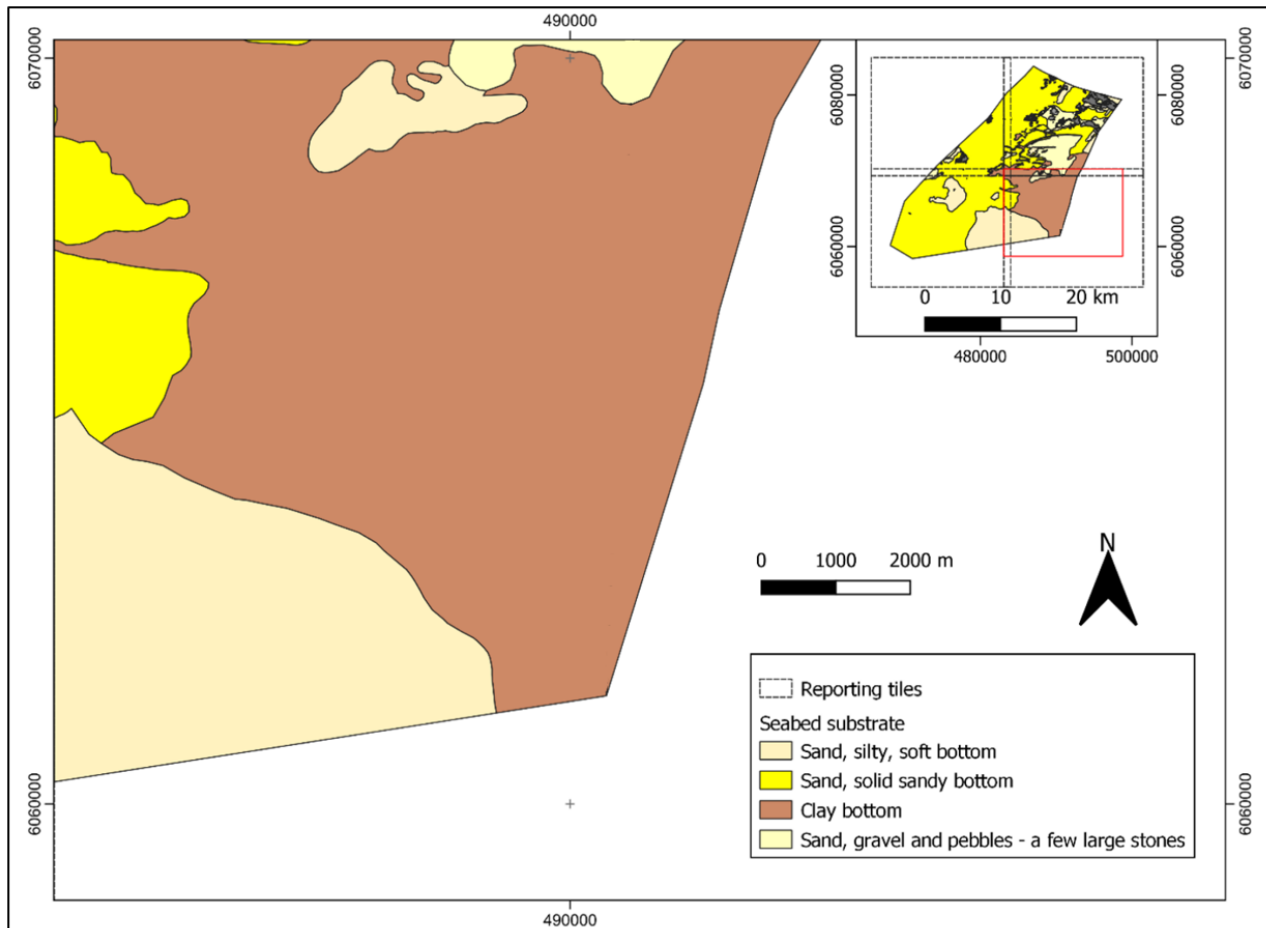 490000
6070000
6070000
6080000
6080000
6060000
6060000
0 10 20 km
480000 500000
0 1000 2000 m
N
Reporting tiles
Seabed substrate
Sand, silty, soft bottom
Sand, solid sandy bottom
Clay bottom
Sand, gravel and pebbles - a few large stones
6060000
6060000
490000